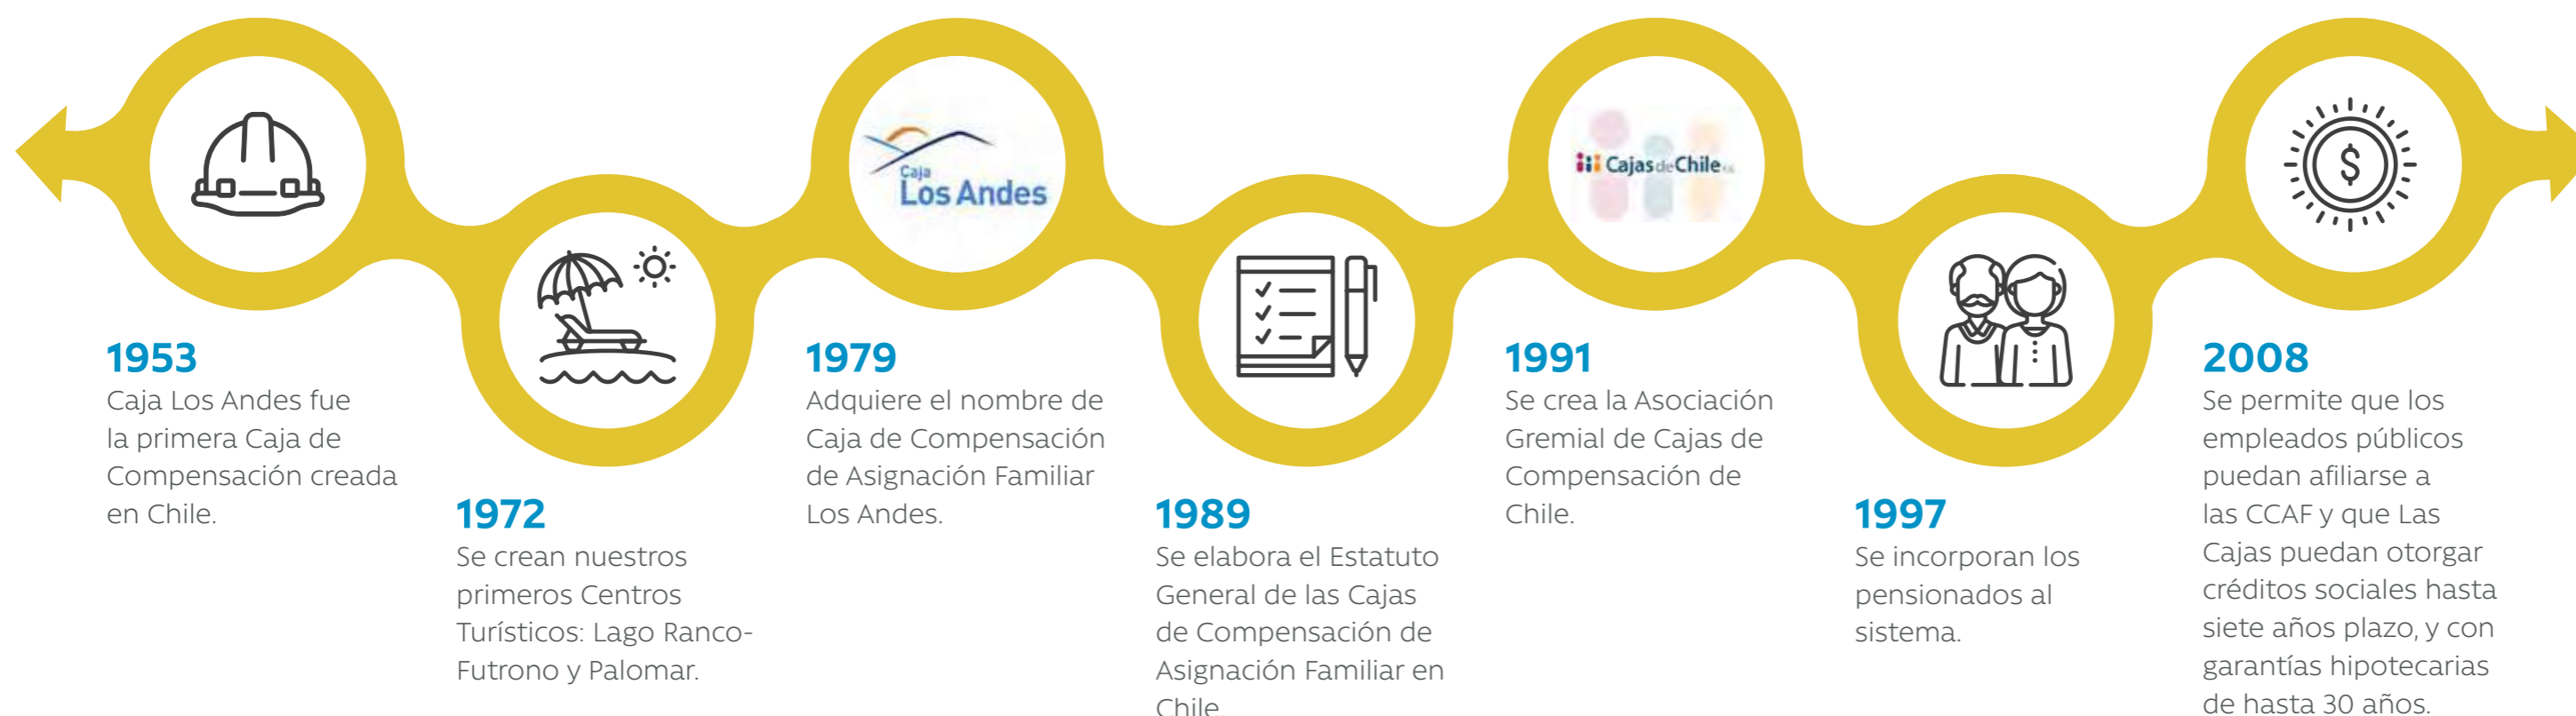 Caja
Los Andes
Cajas de Chile
$
1953
Caja Los Andes fue
la primera Caja de
Compensación creada
en Chile.
1972
Se crean nuestros
primeros Centros
Turísticos: Lago Ranco-
Futrono y Palomar.
1979
Adquiere el nombre de
Caja de Compensación
de Asignación Familiar
Los Andes.
1989
Se elabora el Estatuto
General de las Cajas
de Compensación de
Asignación Familiar en
Chile.
1991
Se crea la Asociación
Gremial de Cajas de
Compensación de
Chile.
1997
Se incorporan los
pensionados al
sistema.
2008
Se permite que los
empleados públicos
puedan afiliarse a
las CCAF y que Las
Cajas puedan otorgar
créditos sociales hasta
siete años plazo, y con
garantías hipotecarias
de hasta 30 años.